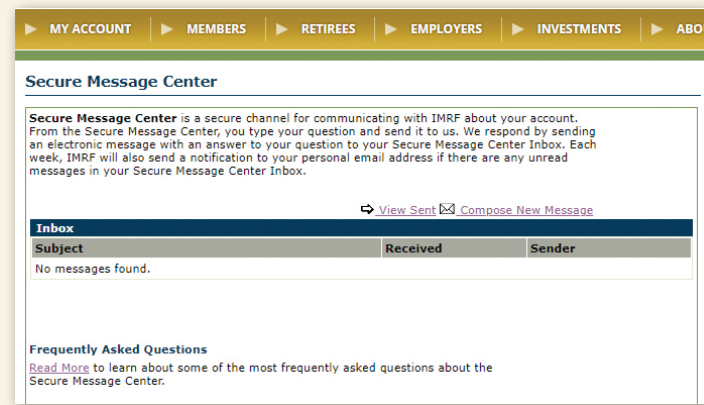 MY ACCOUNT MEMBERS RETIREES EMPLOYERS INVESTMENTS
Secure Message Center
Secure Message Center is a secure channel for communicating with IMRF about your account.
From the Secure Message Center, you type your question and send it to us. We respond by sending
an electronic message with an answer to your question to your Secure Message Center Inbox. Each
week, IMRF will also send a notification to your personal email address if there are any unread
messages in your Secure Message Center Inbox.
View Sent Compose New Message
Inbox
Subject Received Sender
No messages found.
Frequently Asked Questions
Read More to learn about some of the most frequently asked questions about the
Secure Message Center.